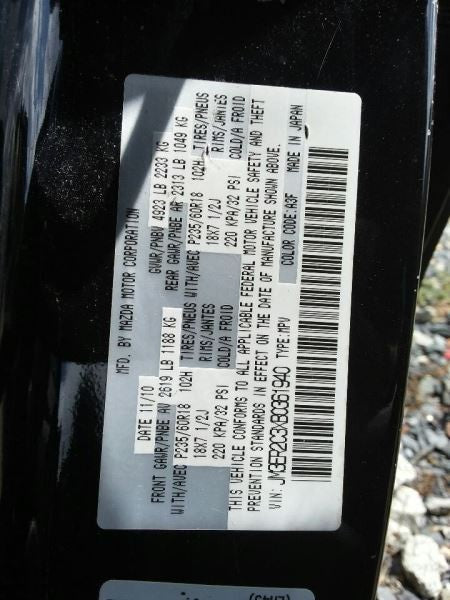 MFD. BY MAZDA MOTOR CORPORATION
DATE 11/10 GVWR/PNBV 4923 LB 2233 KG
FRONT GAWR/PNBE AV 2619 LB 1188 KG REAR GAWR/PNBE AR 2313 LB 1049 KG
WITH/AVEC P235/60R18 102H TIRES/PNEUS WITH/AVEC P235/60R18 102H TIRES/PNEUS
18X7 1/2J RIMS/JANTES 18X7 1/2J RIMS/JANTES
220 KPA/32 PSI COLD/A FROID 220 KPA/32 PSI COLD/A FROID
THIS VEHICLE CONFORMS TO ALL APPLICABLE FEDERAL MOTOR VEHICLE SAFETY AND THEFT
PREVENTION STANDARDS IN EFFECT ON THE DATE OF MANUFACTURE SHOWN ABOVE.
VIN: JM3ER2C3XB0361940 TYPE:MPV COLOR CODE:A3F MADE IN JAPAN